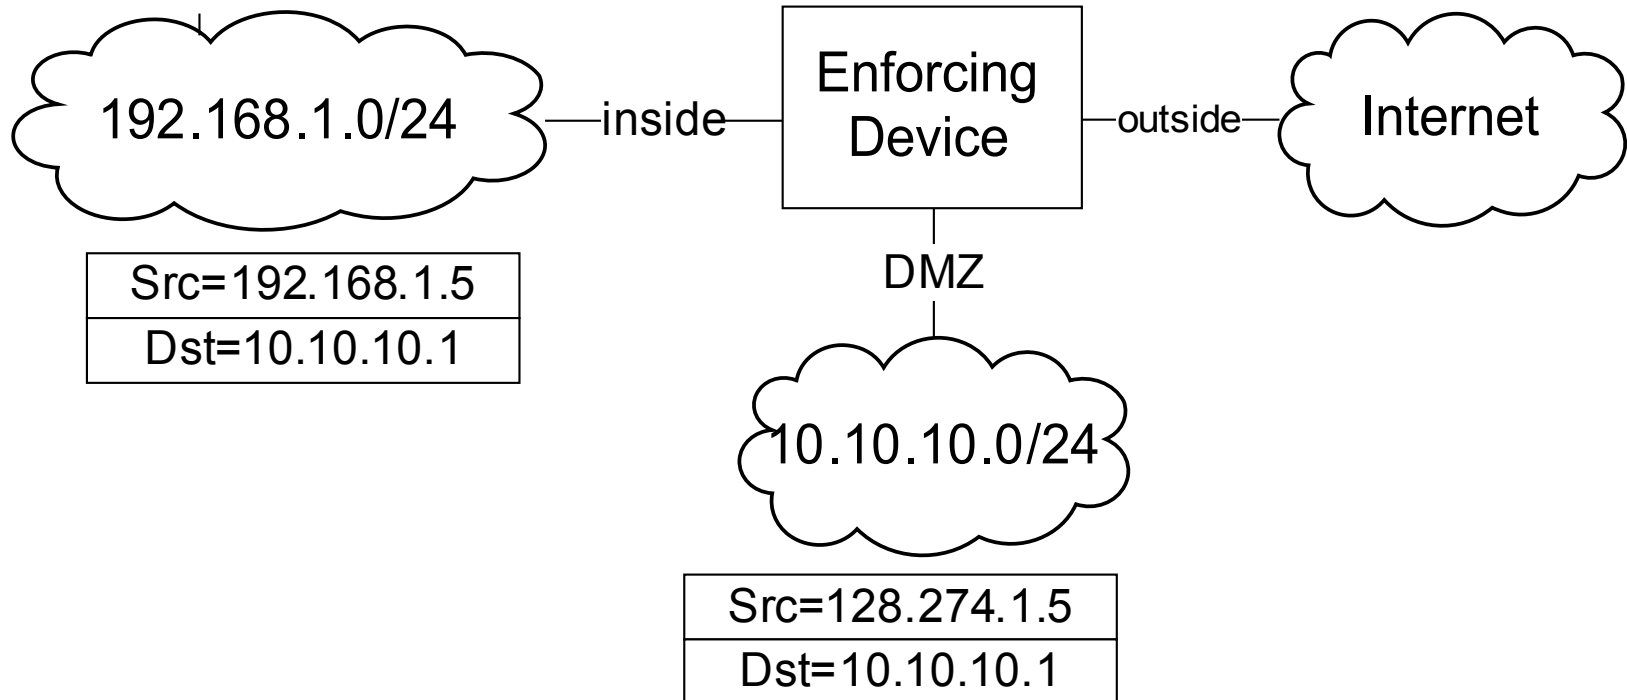 192.168.1.0/24
inside
Enforcing
Device
outside
Internet
Src=192.168.1.5
Dst=10.10.10.1
DMZ
10.10.10.0/24
Src=128.274.1.5
Dst=10.10.10.1